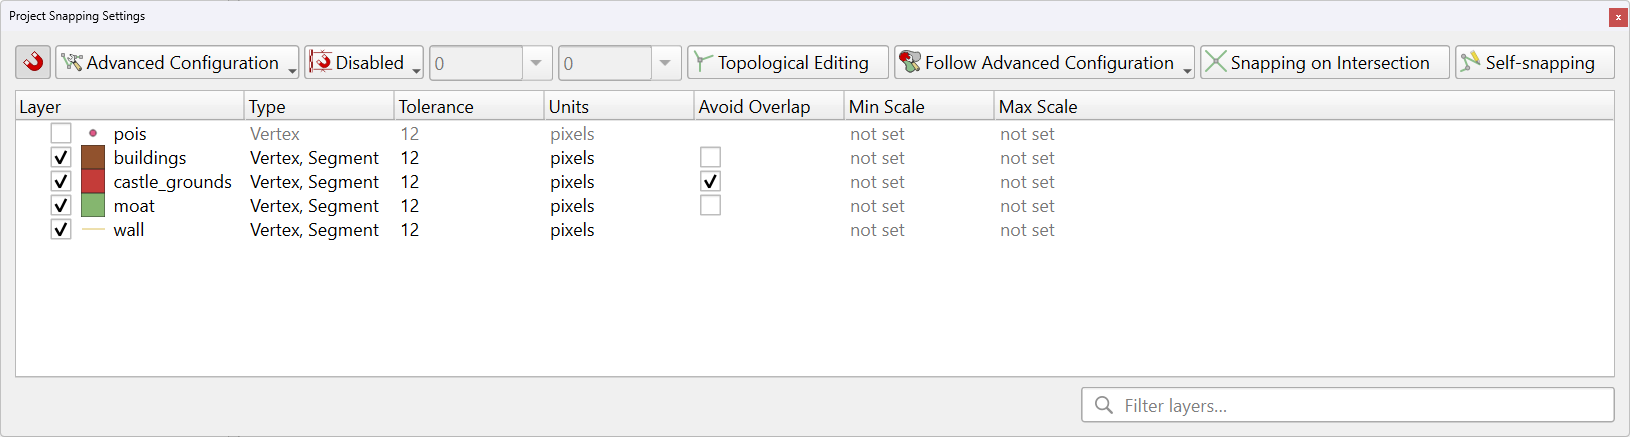 Project Snapping Settings x
Advanced Configuration Disabled 0 0 Topological Editing Follow Advanced Configuration Snapping on Intersection Self-snapping
Layer Type Tolerance Units Avoid Overlap Min Scale Max Scale
pois Vertex 12 pixels not set not set
buildings Vertex, Segment 12 pixels not set not set
castle_grounds Vertex, Segment 12 pixels not set not set
moat Vertex, Segment 12 pixels not set not set
wall Vertex, Segment 12 pixels not set not set
Filter layers...